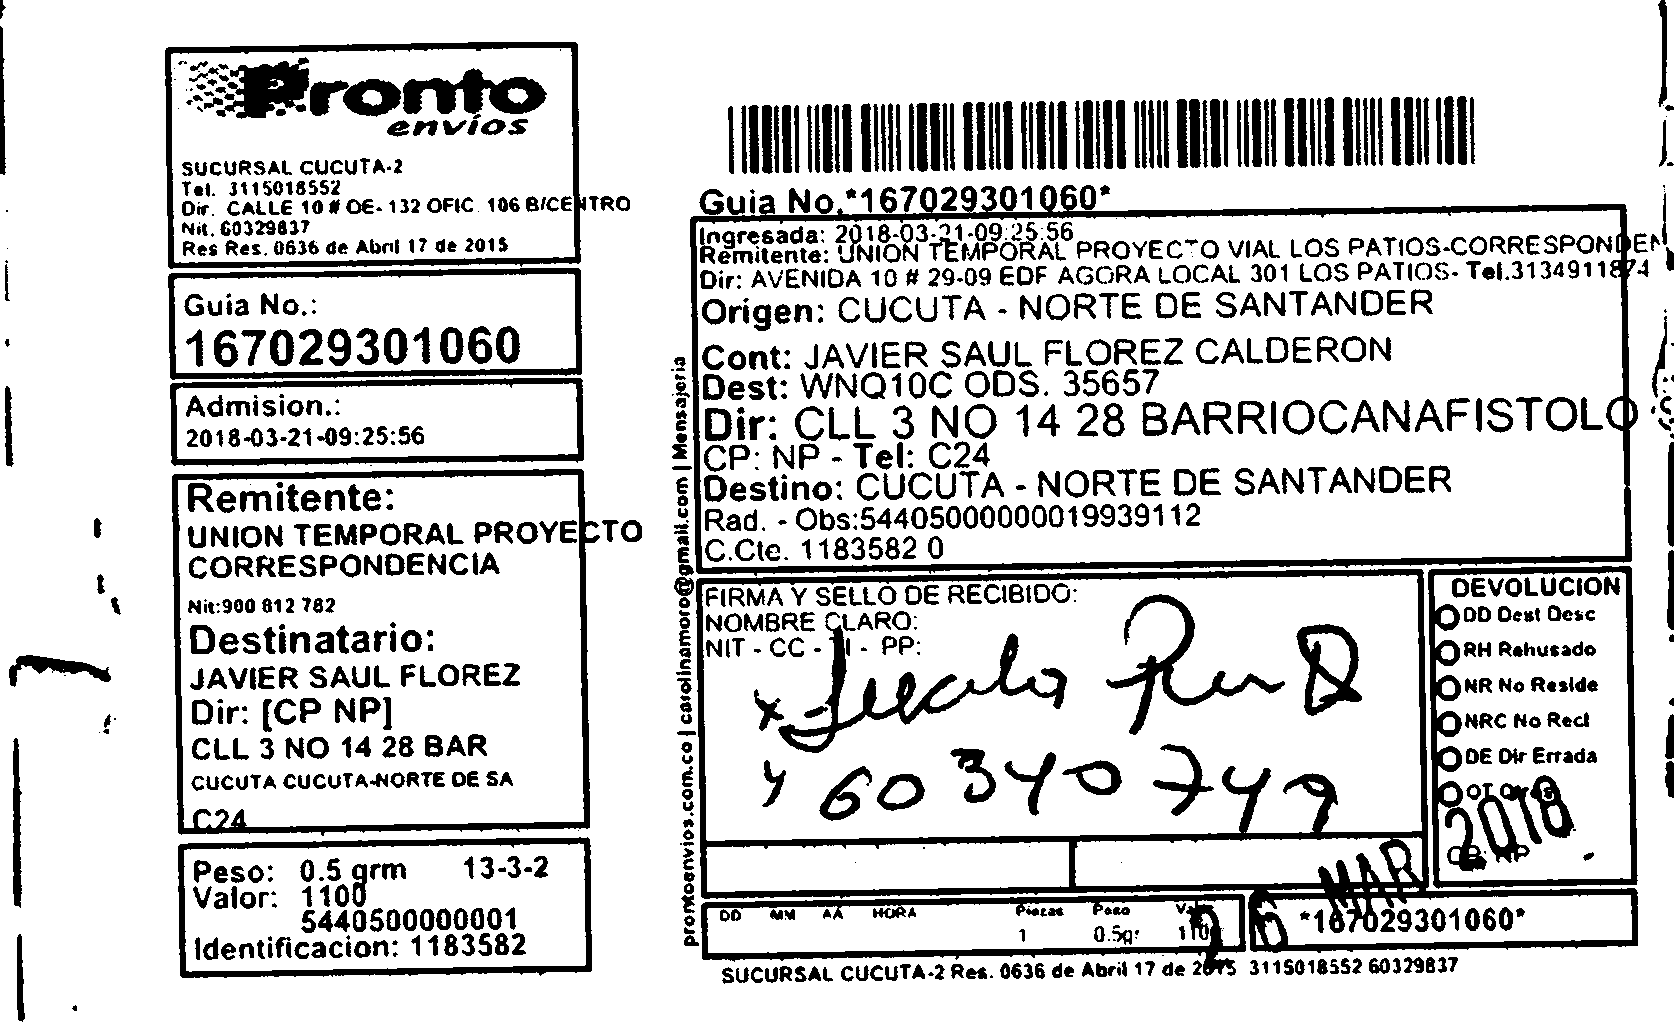 Pronto
envíos
SUCURSAL CUCUTA-2
Tel. 3115018552
Dir. CALLE 10 # OE- 132 OFIC. 106 B/CENTRO
Nit. 60329837
Res Res. 0636 de Abril 17 de 2015
Guia No.:
167029301060
Admision.:
2018-03-21-09:25:56
Remitente:
UNION TEMPORAL PROYECTO
CORRESPONDENCIA
Nit:900 812 782
Destinatario:
JAVIER SAUL FLOREZ
Dir: [CP NP]
CLL 3 NO 14 28 BAR
CUCUTA CUCUTA-NORTE DE SA
C24
Peso: 0.5 grm 13-3-2
Valor: 1100
5440500000001
Identificacion: 1183582
prontoenvios.com.co | carolinamoro@gmail.com | Mensajeria
Guia No.*167029301060*
Ingresada: 2018-03-21-09:25:56
Remitente: UNION TEMPORAL PROYECTO VIAL LOS PATIOS-CORRESPONDEN
Dir: AVENIDA 10 # 29-09 EDF AGORA LOCAL 301 LOS PATIOS- Tel.3134911874
Origen: CUCUTA - NORTE DE SANTANDER
Cont: JAVIER SAUL FLOREZ CALDERON
Dest: WNQ10C ODS. 35657
Dir: CLL 3 NO 14 28 BARRIOCANAFISTOLO
CP: NP - Tel: C24
Destino: CUCUTA - NORTE DE SANTANDER
Rad. - Obs:54405000000019939112
C.Cte. 1183582 0
FIRMA Y SELLO DE RECIBIDO:
NOMBRE CLARO:
NIT - CC - TI - PP:
60340749
DEVOLUCION
DD Dest Desc
RH Rehusado
NR No Reside
NRC No Recl
DE Dir Errada
OT Otros
CP: NP
26 MAR 2018
DD MM AA HORA Piezas Peso Valor
1 0.5gr 1100
*167029301060*
SUCURSAL CUCUTA-2 Res. 0636 de Abril 17 de 2015 3115018552 60329837